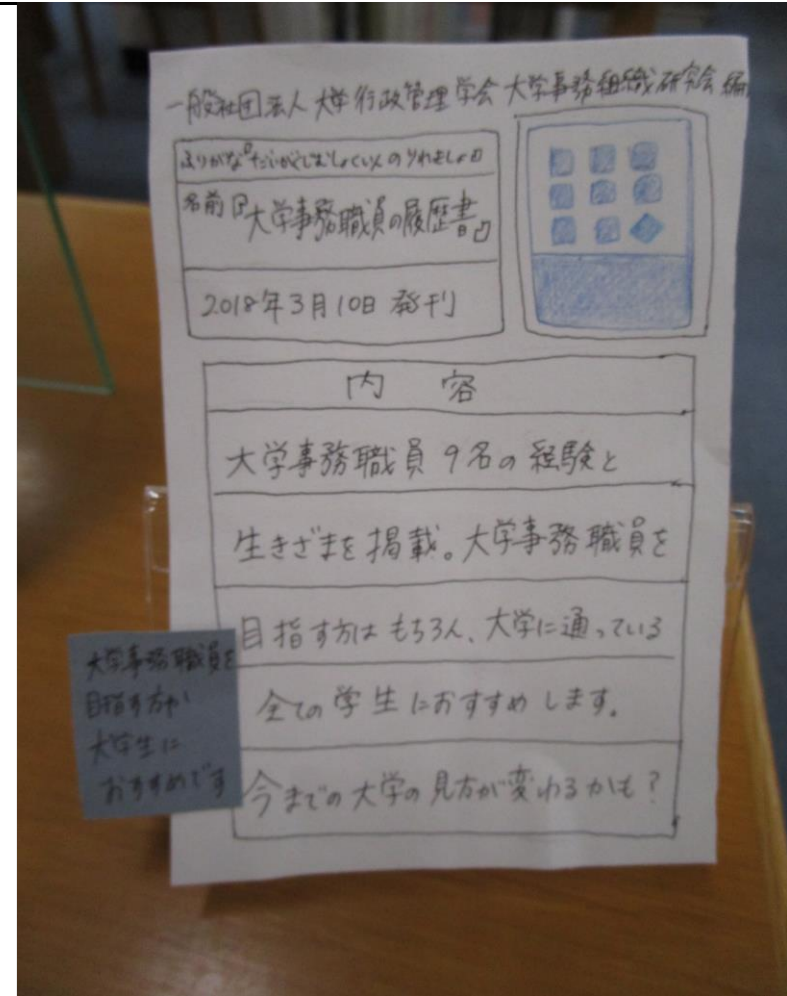 一般社団法人 大学行政管理学会 大学事務組織研究会 編
ふりがな『だいがくじむしょくいんのりれきしょ』
名前『大学事務職員の履歴書』
2018年3月10日 発刊
内 容
大学事務職員 9名の経験と
生きざまを掲載。大学事務職員を
目指す方はもちろん、大学に通っている
全ての学生におすすめします。
今までの大学の見方が変わるかも？
大学事務職員を
目指す方や
大学生に
おすすめです